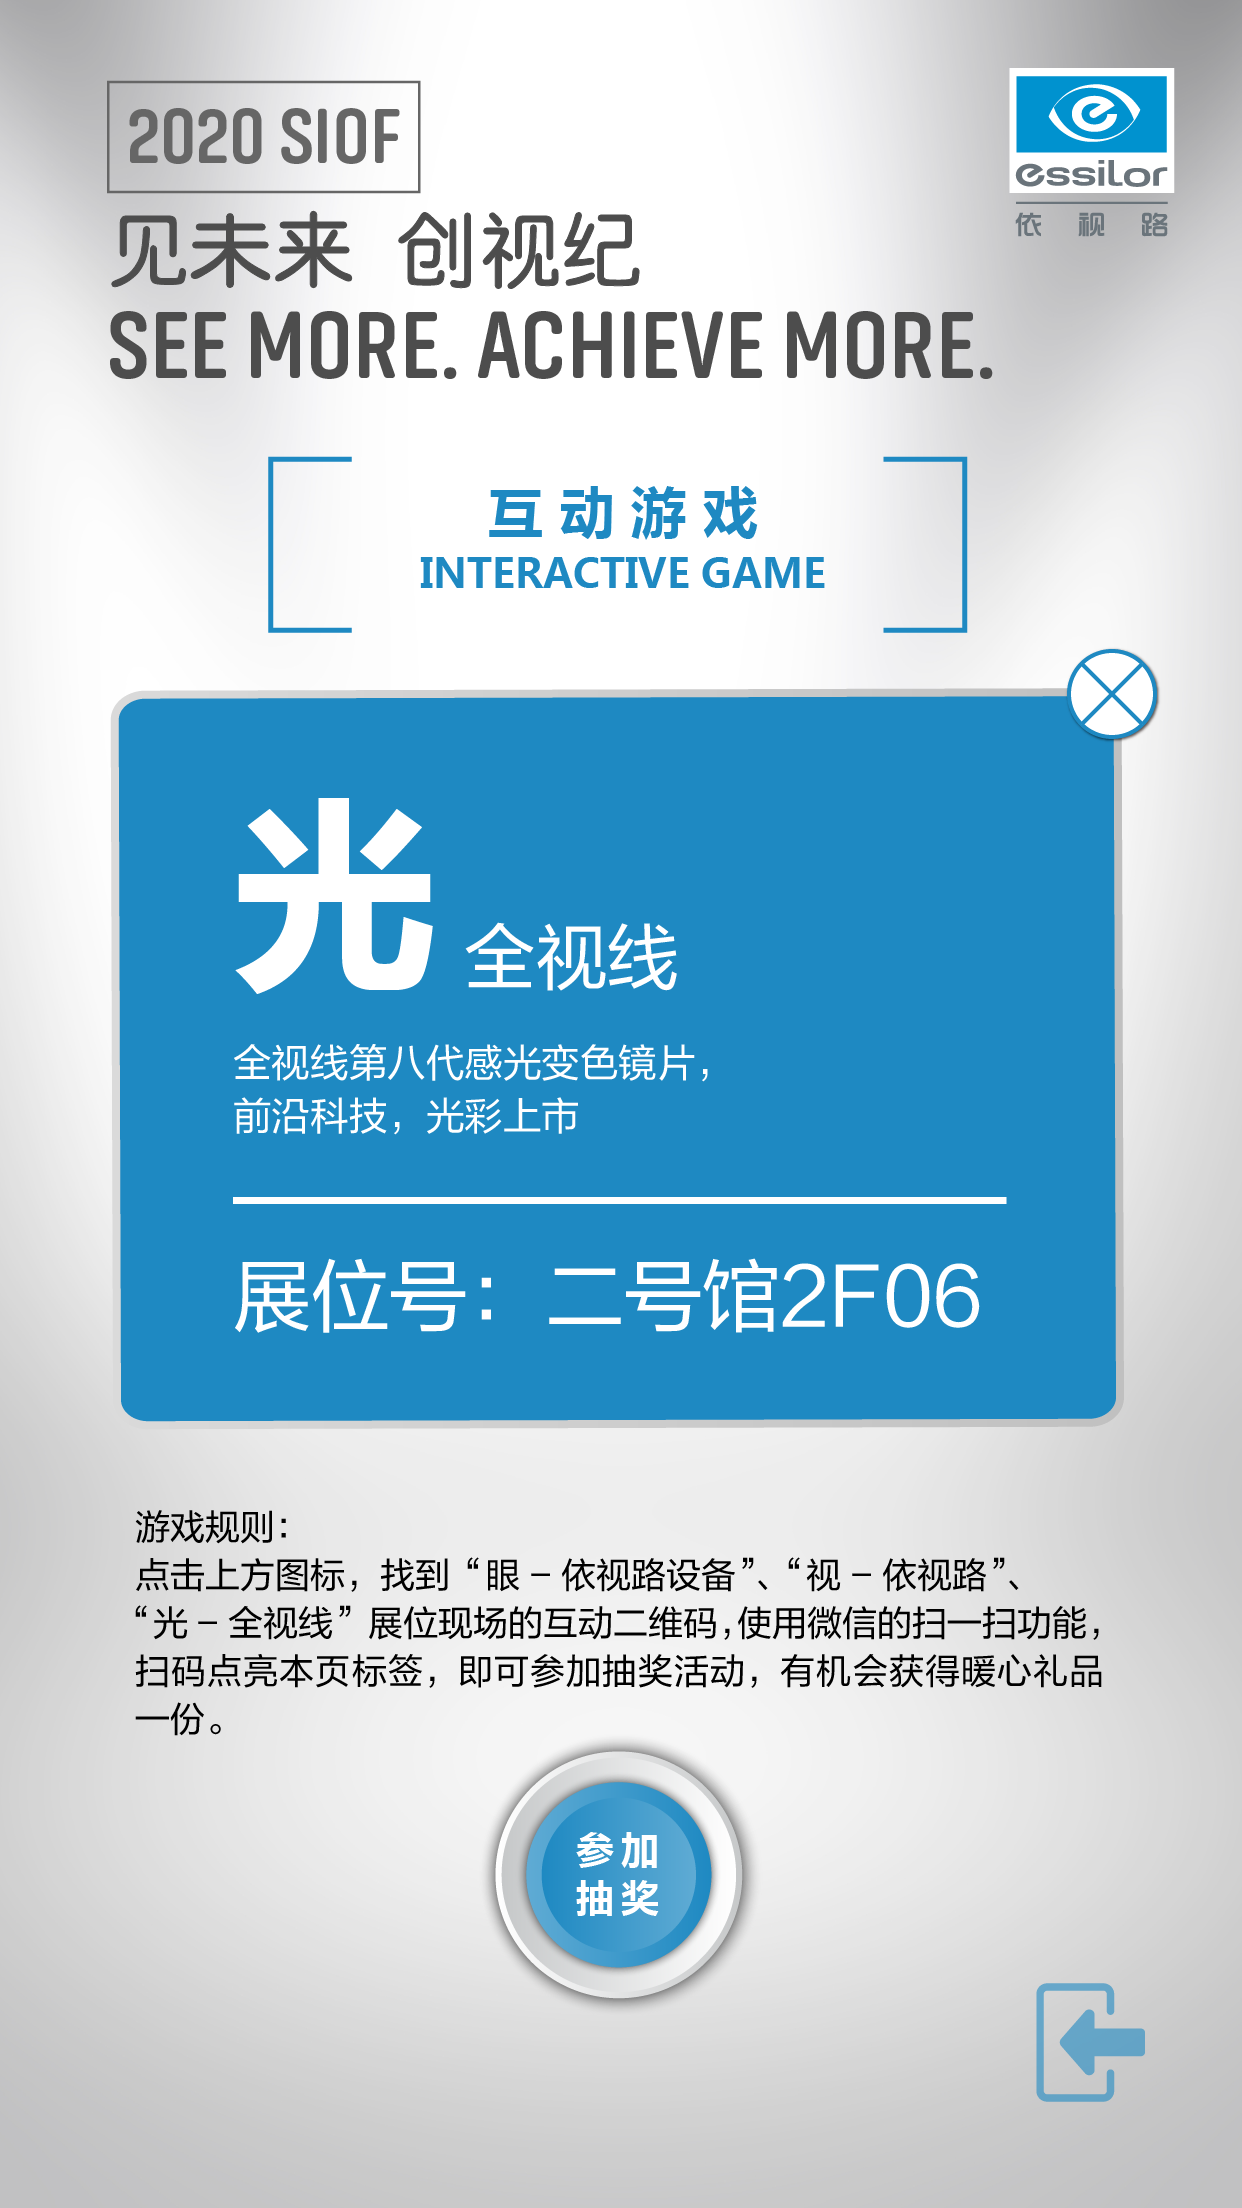 2020 SIOF
essilor
依视路
见未来 创视纪
SEE MORE. ACHIEVE MORE.
互动游戏
INTERACTIVE GAME
光 全视线
全视线第八代感光变色镜片，
前沿科技，光彩上市
展位号：二号馆2F06
游戏规则：
点击上方图标，找到“眼－依视路设备”、“视－依视路”、
“光－全视线”展位现场的互动二维码，使用微信的扫一扫功能，
扫码点亮本页标签，即可参加抽奖活动，有机会获得暖心礼品
一份。
参加
抽奖